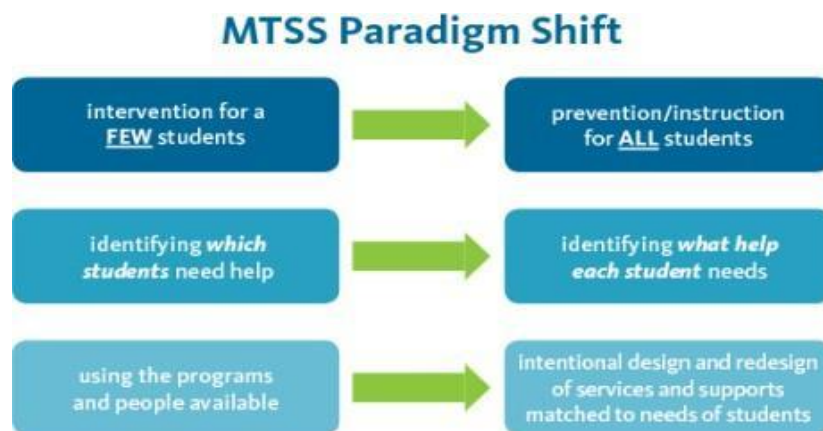 MTSS Paradigm Shift
intervention for a
FEW students
prevention/instruction
for ALL students
identifying which
students need help
identifying what help
each student needs
using the programs
and people available
intentional design and redesign
of services and supports
matched to needs of students